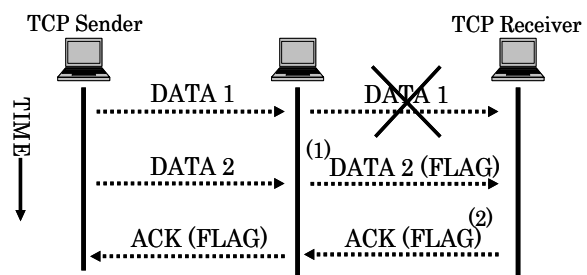 TCP Sender
TCP Receiver
TIME
DATA 1
DATA 1
(1)
DATA 2
DATA 2 (FLAG)
(2)
ACK (FLAG)
ACK (FLAG)